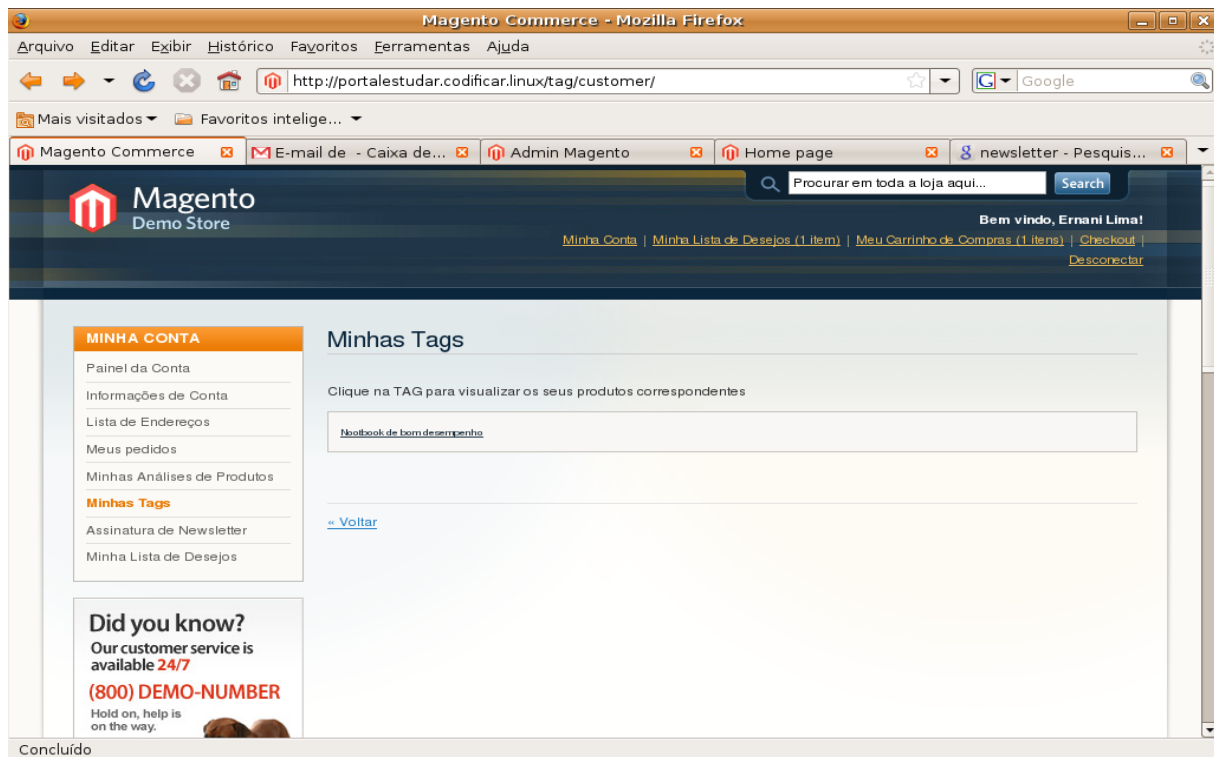 Magento Commerce - Mozilla Firefox
Arquivo Editar Exibir Histórico Favoritos Ferramentas Ajuda
http://portalestudar.codificar.linux/tag/customer/
Google
Mais visitados Favoritos intelige...
Magento Commerce
E-mail de - Caixa de...
Admin Magento
Home page
newsletter - Pesquis...
Magento
Demo Store
Procurar em toda a loja aqui...
Search
Bem vindo, Ernani Lima!
Minha Conta | Minha Lista de Desejos (1 item) | Meu Carrinho de Compras (1 itens) | Checkout |
Desconectar
MINHA CONTA
Painel da Conta
Informações de Conta
Lista de Endereços
Meus pedidos
Minhas Análises de Produtos
Minhas Tags
Assinatura de Newsletter
Minha Lista de Desejos
Minhas Tags
Clique na TAG para visualizar os seus produtos correspondentes
Nootbook de bom desempenho
« Voltar
Did you know?
Our customer service is
available 24/7
(800) DEMO-NUMBER
Hold on, help is
on the way.
Concluído